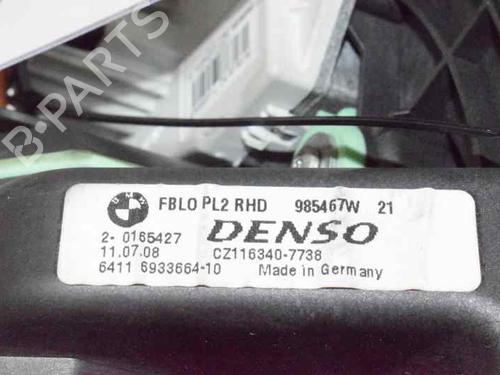 B-PARTS
BMW
FBLO PL2 RHD 985467W 21
2- 0165427 DENSO
11.07.08 CZ116340-7738
6411 6933664-10 Made in Germany